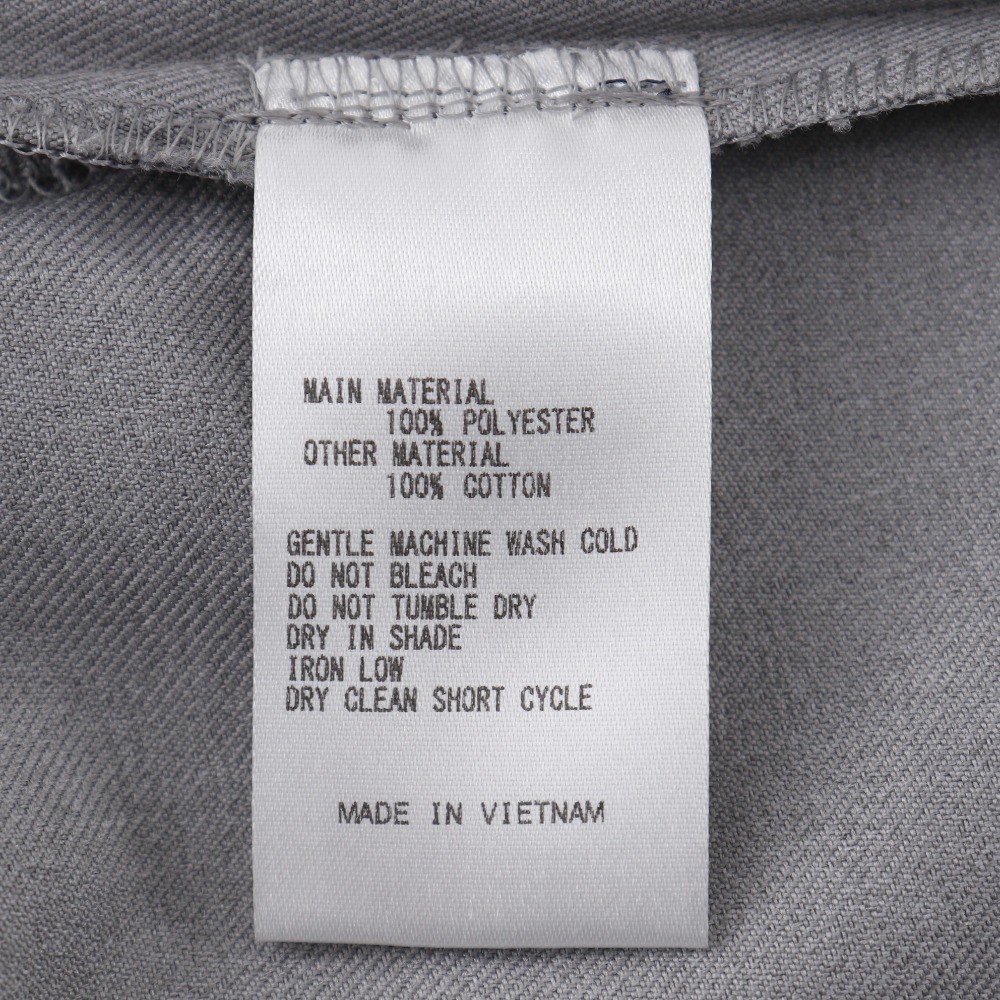 MAIN MATERIAL
100% POLYESTER
OTHER MATERIAL
100% COTTON
GENTLE MACHINE WASH COLD
DO NOT BLEACH
DO NOT TUMBLE DRY
DRY IN SHADE
IRON LOW
DRY CLEAN SHORT CYCLE
MADE IN VIETNAM